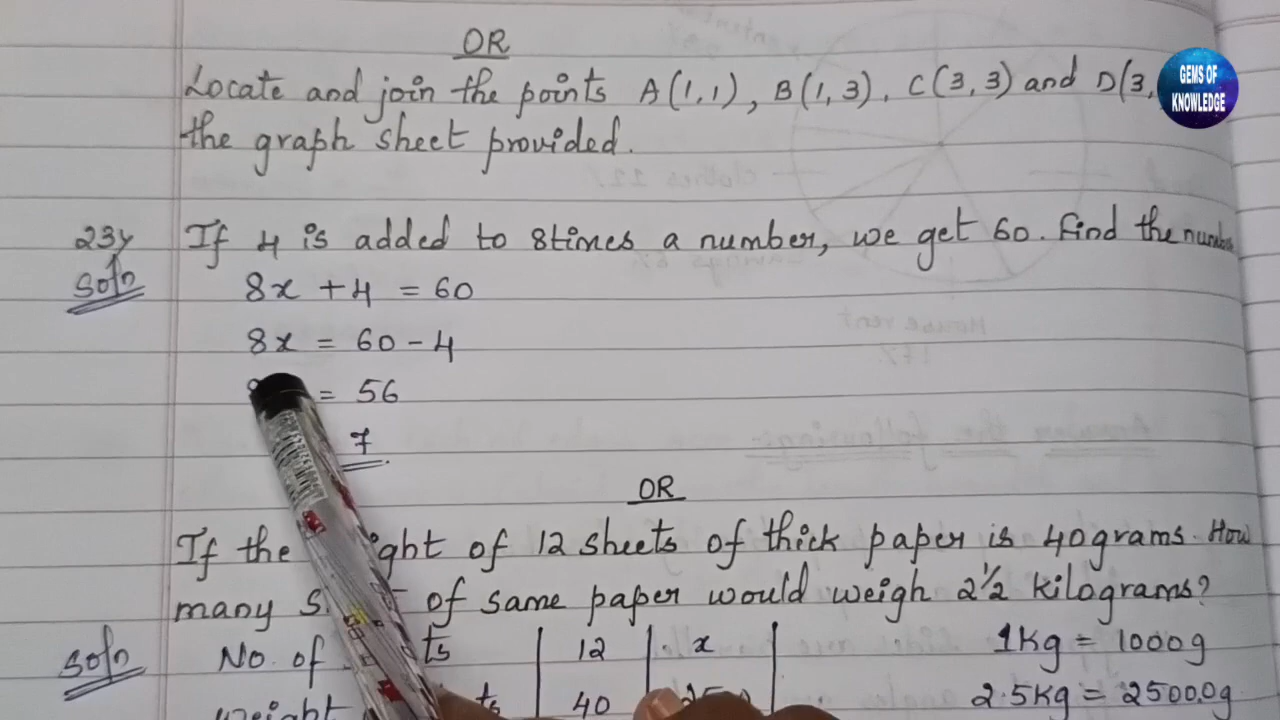 OR
Locate and join the points A(1,1), B(1,3), C(3,3) and D(3,
GEMS OF
KNOWLEDGE
the graph sheet provided.
23) If 4 is added to 8times a number, we get 60. Find the number
Soln
8x + 4 = 60
8x = 60 - 4
= 56
7
OR
If the of 12 sheets of thick paper is 40grams. How
many of same paper would weigh 2 1/2 kilograms?
Soln No. of 12 x 1kg = 1000g
40 2.5kg = 2500.0g